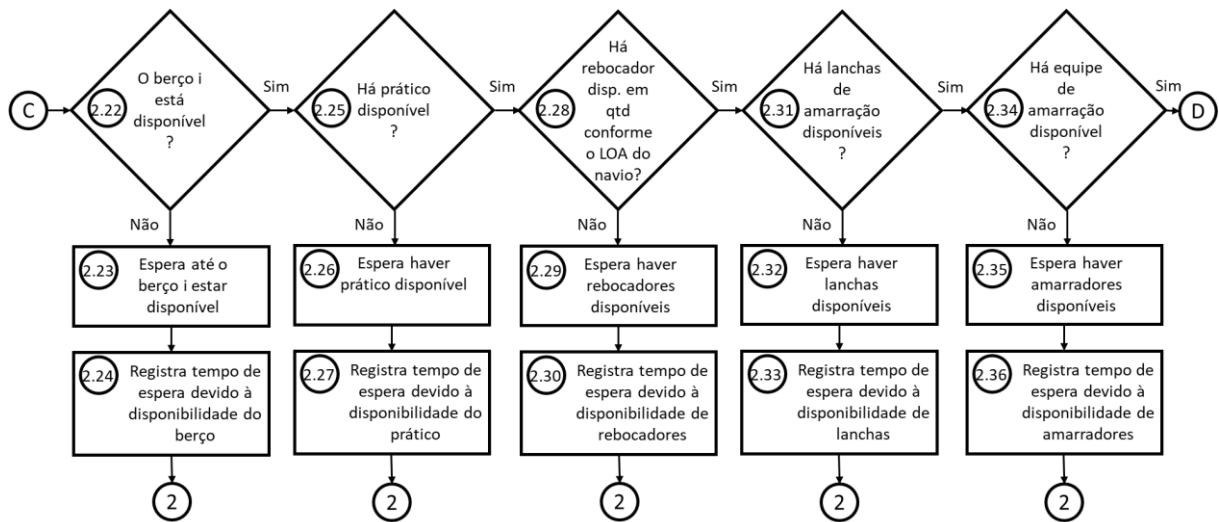 C
2.22
O berço i
está
disponível
?
Sim
2.25
Há prático
disponível
?
Sim
2.28
Há
rebocador
disp. em
qtd
conforme
o LOA do
navio?
Sim
2.31
Há lanchas
de
amarração
disponíveis
?
Sim
2.34
Há equipe
de
amarração
disponível
?
Sim
D
Não
Não
Não
Não
Não
2.23
Espera até o
berço i estar
disponível
2.26
Espera haver
prático disponível
2.29
Espera haver
rebocadores
disponíveis
2.32
Espera haver
lanchas
disponíveis
2.35
Espera haver
amarradores
disponíveis
2.24
Registra tempo de
espera devido à
disponibilidade do
berço
2.27
Registra tempo de
espera devido à
disponibilidade do
prático
2.30
Registra tempo de
espera devido à
disponibilidade de
rebocadores
2.33
Registra tempo de
espera devido à
disponibilidade de
lanchas
2.36
Registra tempo de
espera devido à
disponibilidade de
amarradores
2
2
2
2
2